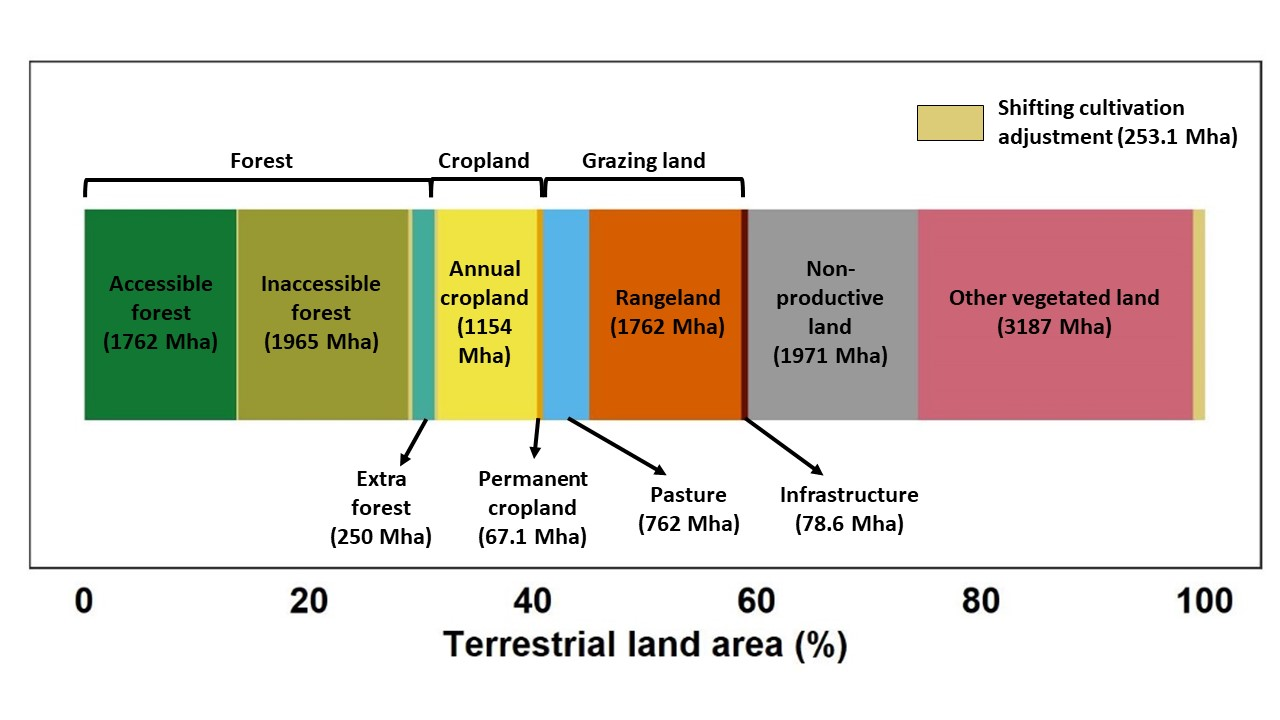 Shifting cultivation
adjustment (253.1 Mha)
Forest
Cropland
Grazing land
Accessible
forest
(1762 Mha)
Inaccessible
forest
(1965 Mha)
Annual
cropland
(1154
Mha)
Rangeland
(1762 Mha)
Non-
productive
land
(1971 Mha)
Other vegetated land
(3187 Mha)
Extra
forest
(250 Mha)
Permanent
cropland
(67.1 Mha)
Pasture
(762 Mha)
Infrastructure
(78.6 Mha)
0 20 40 60 80 100
Terrestrial land area (%)